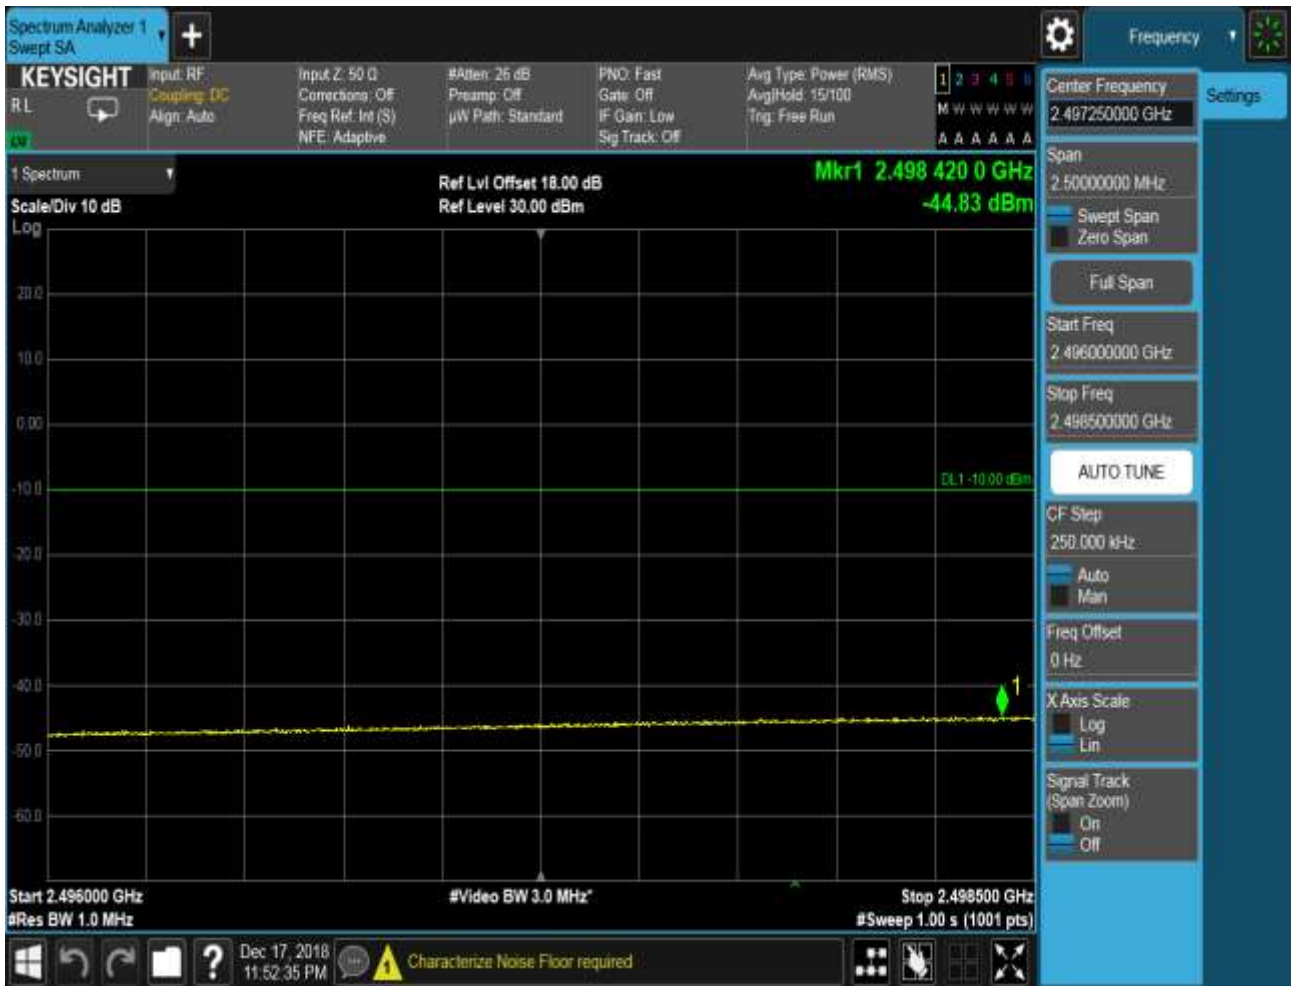 Spectrum Analyzer 1
Swept SA
Frequency
KEYSIGHT
RL
Input: RF
Coupling: DC
Align: Auto
Input Z: 50 Ω
Corrections: Off
Freq Ref: Int (S)
NFE: Adaptive
#Atten: 26 dB
Preamp: Off
µW Path: Standard
PNO: Fast
Gate: Off
IF Gain: Low
Sig Track: Off
Avg Type: Power (RMS)
Avg|Hold: 15/100
Trig: Free Run
1 2 3 4 5 6
M W W W W W
A A A A A A
1 Spectrum
Scale/Div 10 dB
Ref Lvl Offset 18.00 dB
Ref Level 30.00 dBm
Mkr1 2.498 420 0 GHz
-44.83 dBm
Log
20.0
10.0
0.00
-10.0
-20.0
-30.0
-40.0
-50.0
-60.0
DL1 -10.00 dBm
1
Start 2.496000 GHz
#Res BW 1.0 MHz
#Video BW 3.0 MHz*
Stop 2.498500 GHz
#Sweep 1.00 s (1001 pts)
Center Frequency
2.497250000 GHz
Settings
Span
2.50000000 MHz
Swept Span
Zero Span
Full Span
Start Freq
2.496000000 GHz
Stop Freq
2.498500000 GHz
AUTO TUNE
CF Step
250.000 kHz
Auto
Man
Freq Offset
0 Hz
X Axis Scale
Log
Lin
Signal Track
(Span Zoom)
On
Off
?
Dec 17, 2018
11:52:35 PM
1
Characterize Noise Floor required